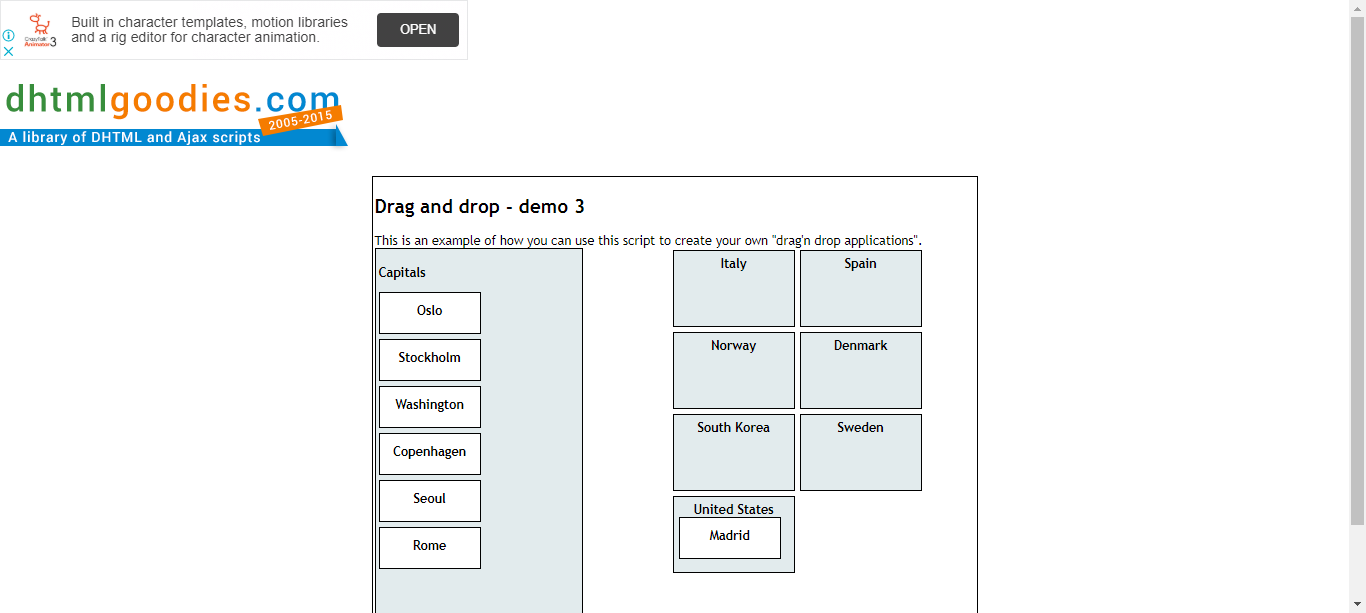 Built in character templates, motion libraries
and a rig editor for character animation.
OPEN
CrazyTalk
Animator3
dhtmlgoodies.com
2005-2015
A library of DHTML and Ajax scripts
Drag and drop - demo 3
This is an example of how you can use this script to create your own "drag'n drop applications".
Capitals
Oslo
Stockholm
Washington
Copenhagen
Seoul
Rome
Italy
Spain
Norway
Denmark
South Korea
Sweden
United States
Madrid